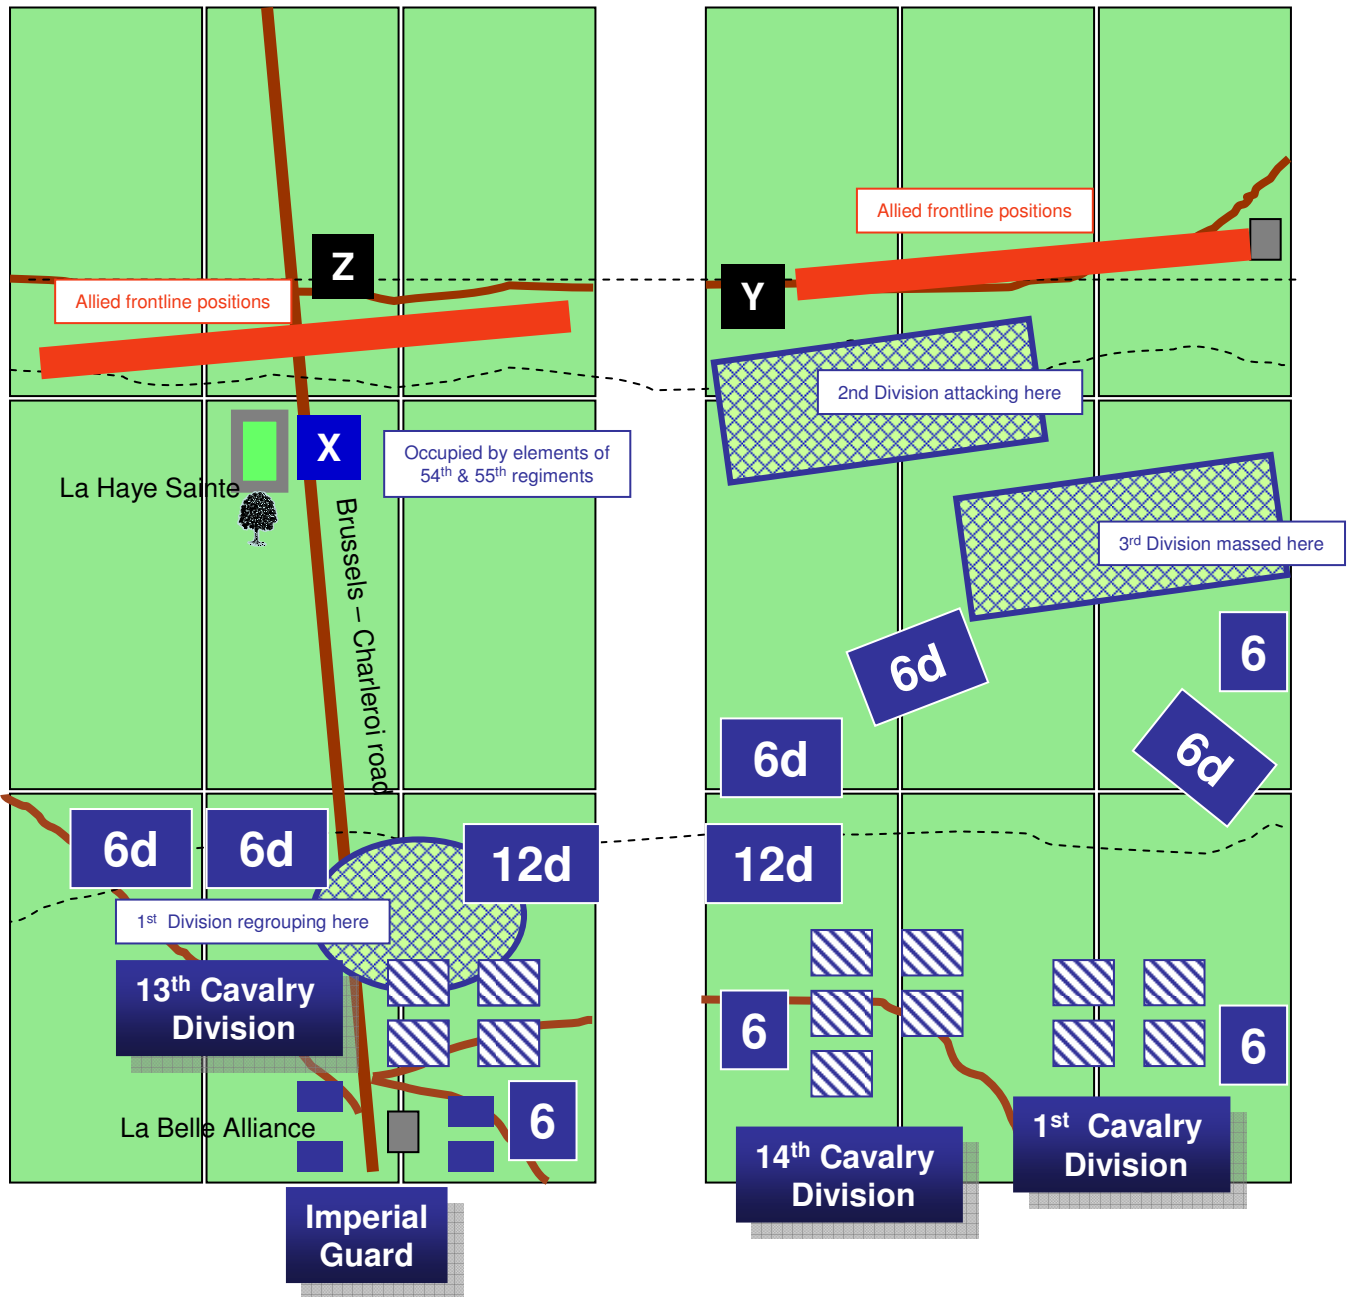 Z
Allied frontline positions
X
Occupied by elements of
54th & 55th regiments
La Haye Sainte
Brussels – Charleroi road
6d
6d
12d
1st Division regrouping here
13th Cavalry
Division
La Belle Alliance
6
Imperial
Guard
Allied frontline positions
Y
2nd Division attacking here
3rd Division massed here
6d
6
6d
6d
12d
6
6
14th Cavalry
Division
1st Cavalry
Division